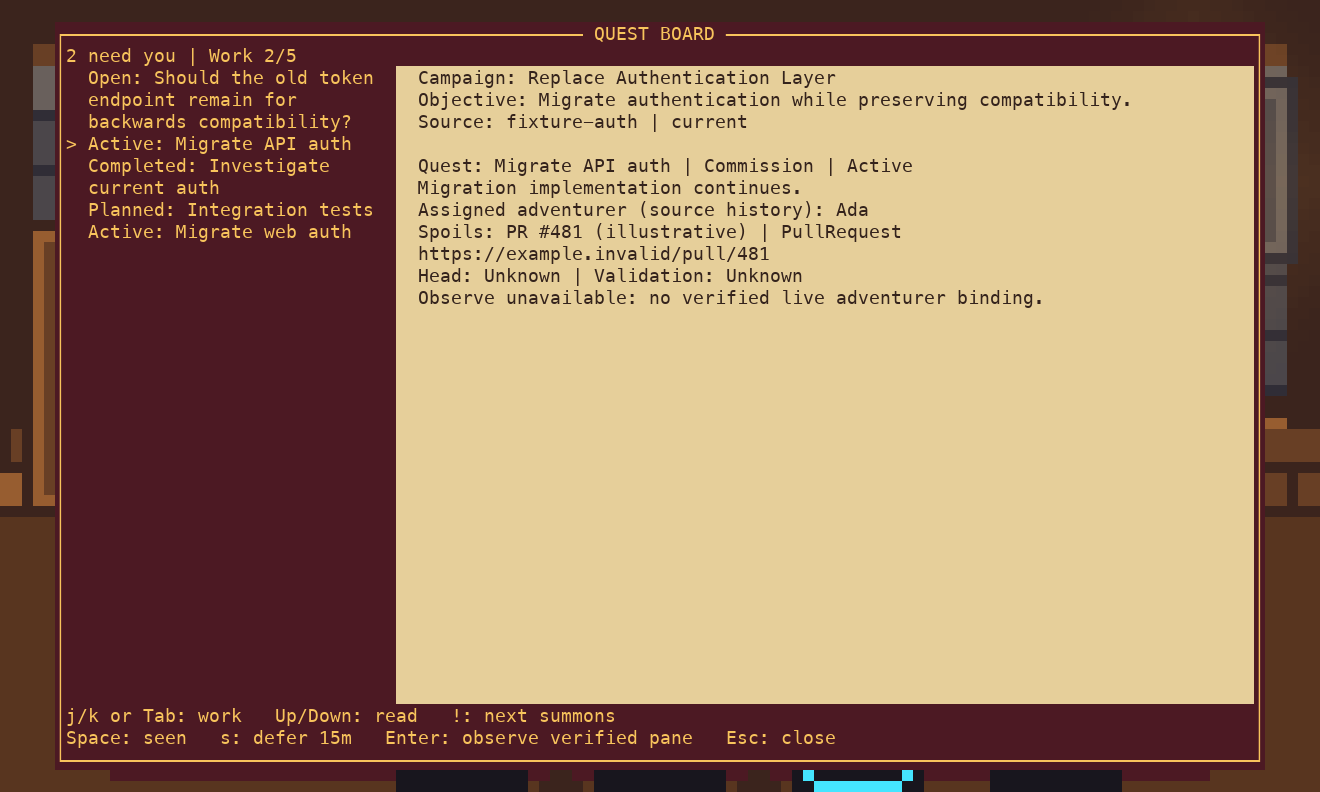 QUEST BOARD
2 need you | Work 2/5
Open: Should the old token
endpoint remain for
backwards compatibility?
> Active: Migrate API auth
Completed: Investigate
current auth
Planned: Integration tests
Active: Migrate web auth
Campaign: Replace Authentication Layer
Objective: Migrate authentication while preserving compatibility.
Source: fixture-auth | current
Quest: Migrate API auth | Commission | Active
Migration implementation continues.
Assigned adventurer (source history): Ada
Spoils: PR #481 (illustrative) | PullRequest
https://example.invalid/pull/481
Head: Unknown | Validation: Unknown
Observe unavailable: no verified live adventurer binding.
j/k or Tab: work   Up/Down: read   !: next summons
Space: seen   s: defer 15m   Enter: observe verified pane   Esc: close